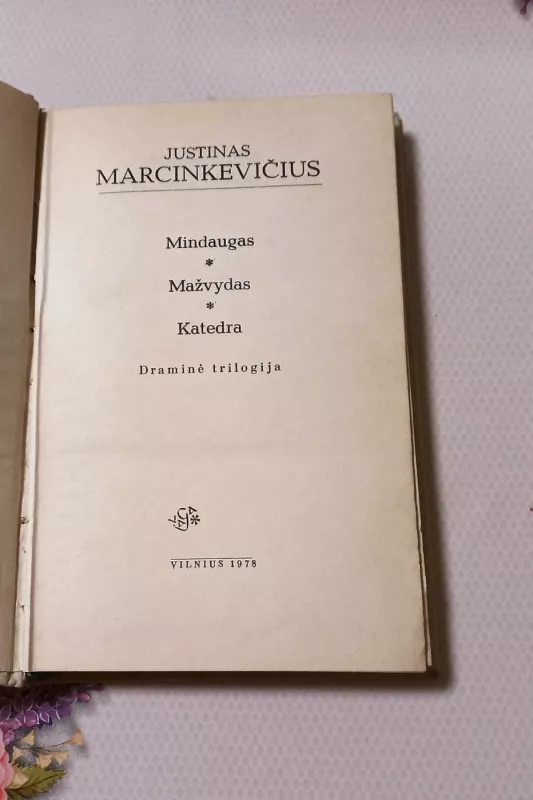 JUSTINAS
MARCINKEVIČIUS
Mindaugas
*
Mažvydas
*
Katedra
Draminė trilogija
VILNIUS 1978